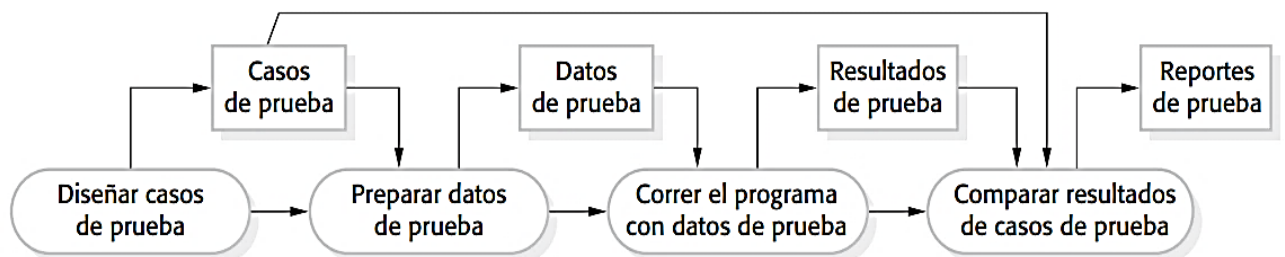 Casos
de prueba
Datos
de prueba
Resultados
de prueba
Reportes
de prueba
Diseñar casos
de prueba
Preparar datos
de prueba
Correr el programa
con datos de prueba
Comparar resultados
de casos de prueba